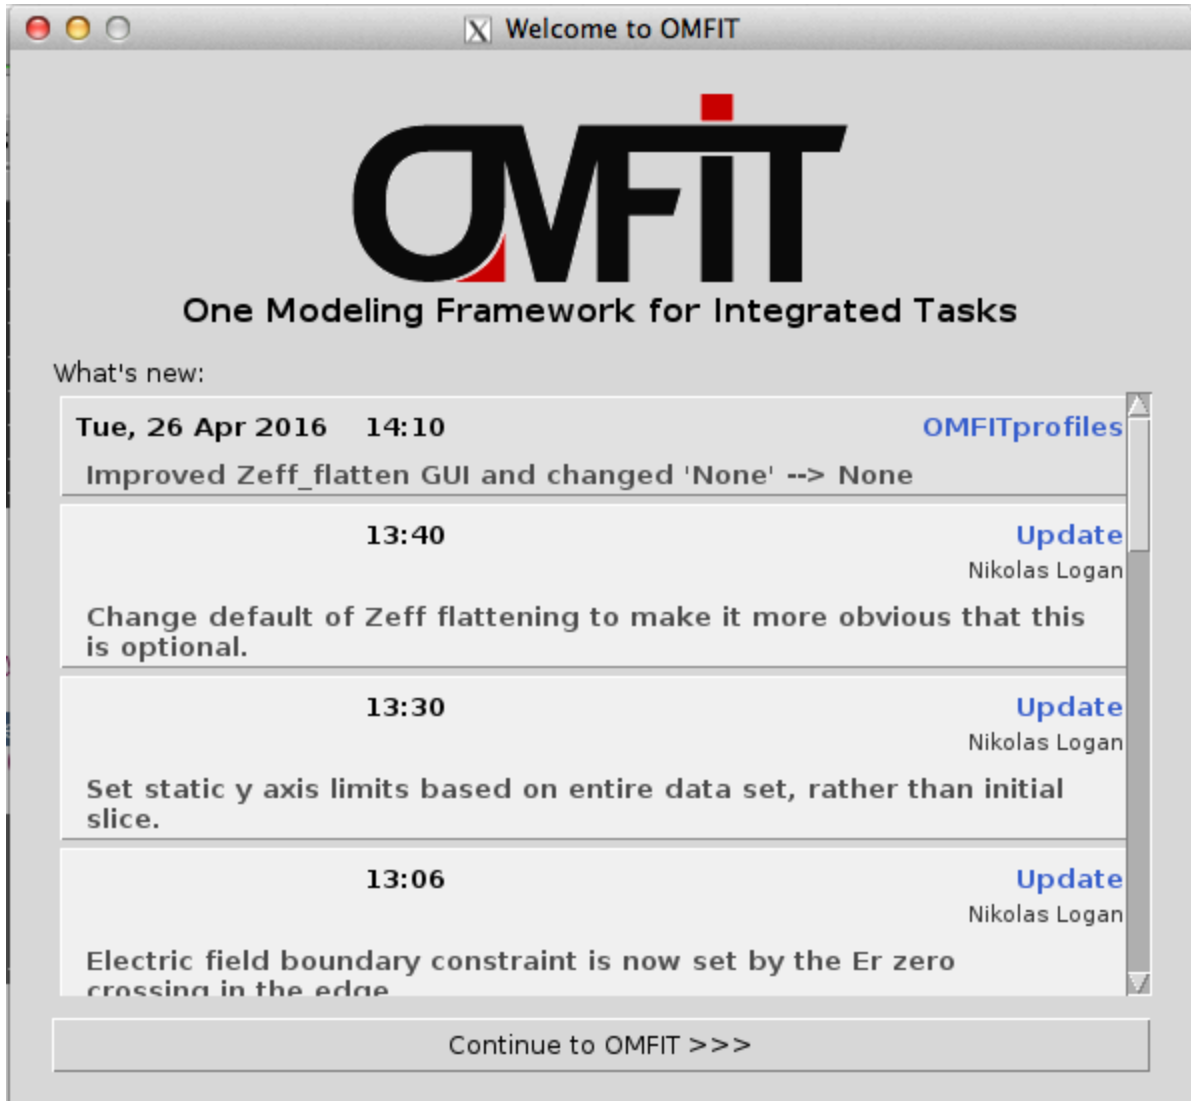 Welcome to OMFIT
OMFiT
One Modeling Framework for Integrated Tasks
What's new:
Tue, 26 Apr 2016 14:10 OMFITprofiles
Improved Zeff_flatten GUI and changed 'None' --> None
13:40 Update
Nikolas Logan
Change default of Zeff flattening to make it more obvious that this
is optional.
13:30 Update
Nikolas Logan
Set static y axis limits based on entire data set, rather than initial
slice.
13:06 Update
Nikolas Logan
Electric field boundary constraint is now set by the Er zero
crossing in the edge
Continue to OMFIT >>>